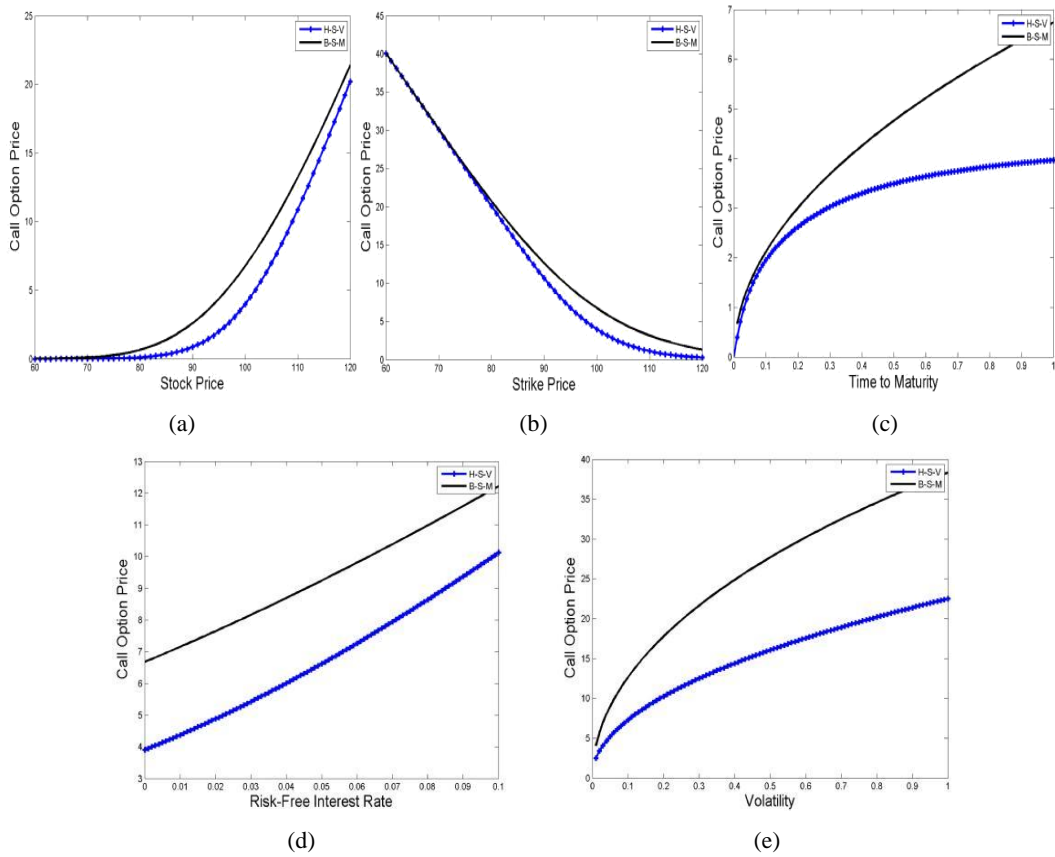 25
20
15
10
5
0
60 70 80 90 100 110 120
Call Option Price
Stock Price
H-S-V
B-S-M
(a)
45
40
35
30
25
20
15
10
5
0
60 70 80 90 100 110 120
Call Option Price
Strike Price
H-S-V
B-S-M
(b)
7
6
5
4
3
2
1
0
0 0.1 0.2 0.3 0.4 0.5 0.6 0.7 0.8 0.9 1
Call Option Price
Time to Maturity
H-S-V
B-S-M
(c)
13
12
11
10
9
8
7
6
5
4
3
0 0.01 0.02 0.03 0.04 0.05 0.06 0.07 0.08 0.09 0.1
Call Option Price
Risk-Free Interest Rate
H-S-V
B-S-M
(d)
40
35
30
25
20
15
10
5
0
0 0.1 0.2 0.3 0.4 0.5 0.6 0.7 0.8 0.9 1
Call Option Price
Volatility
H-S-V
B-S-M
(e)